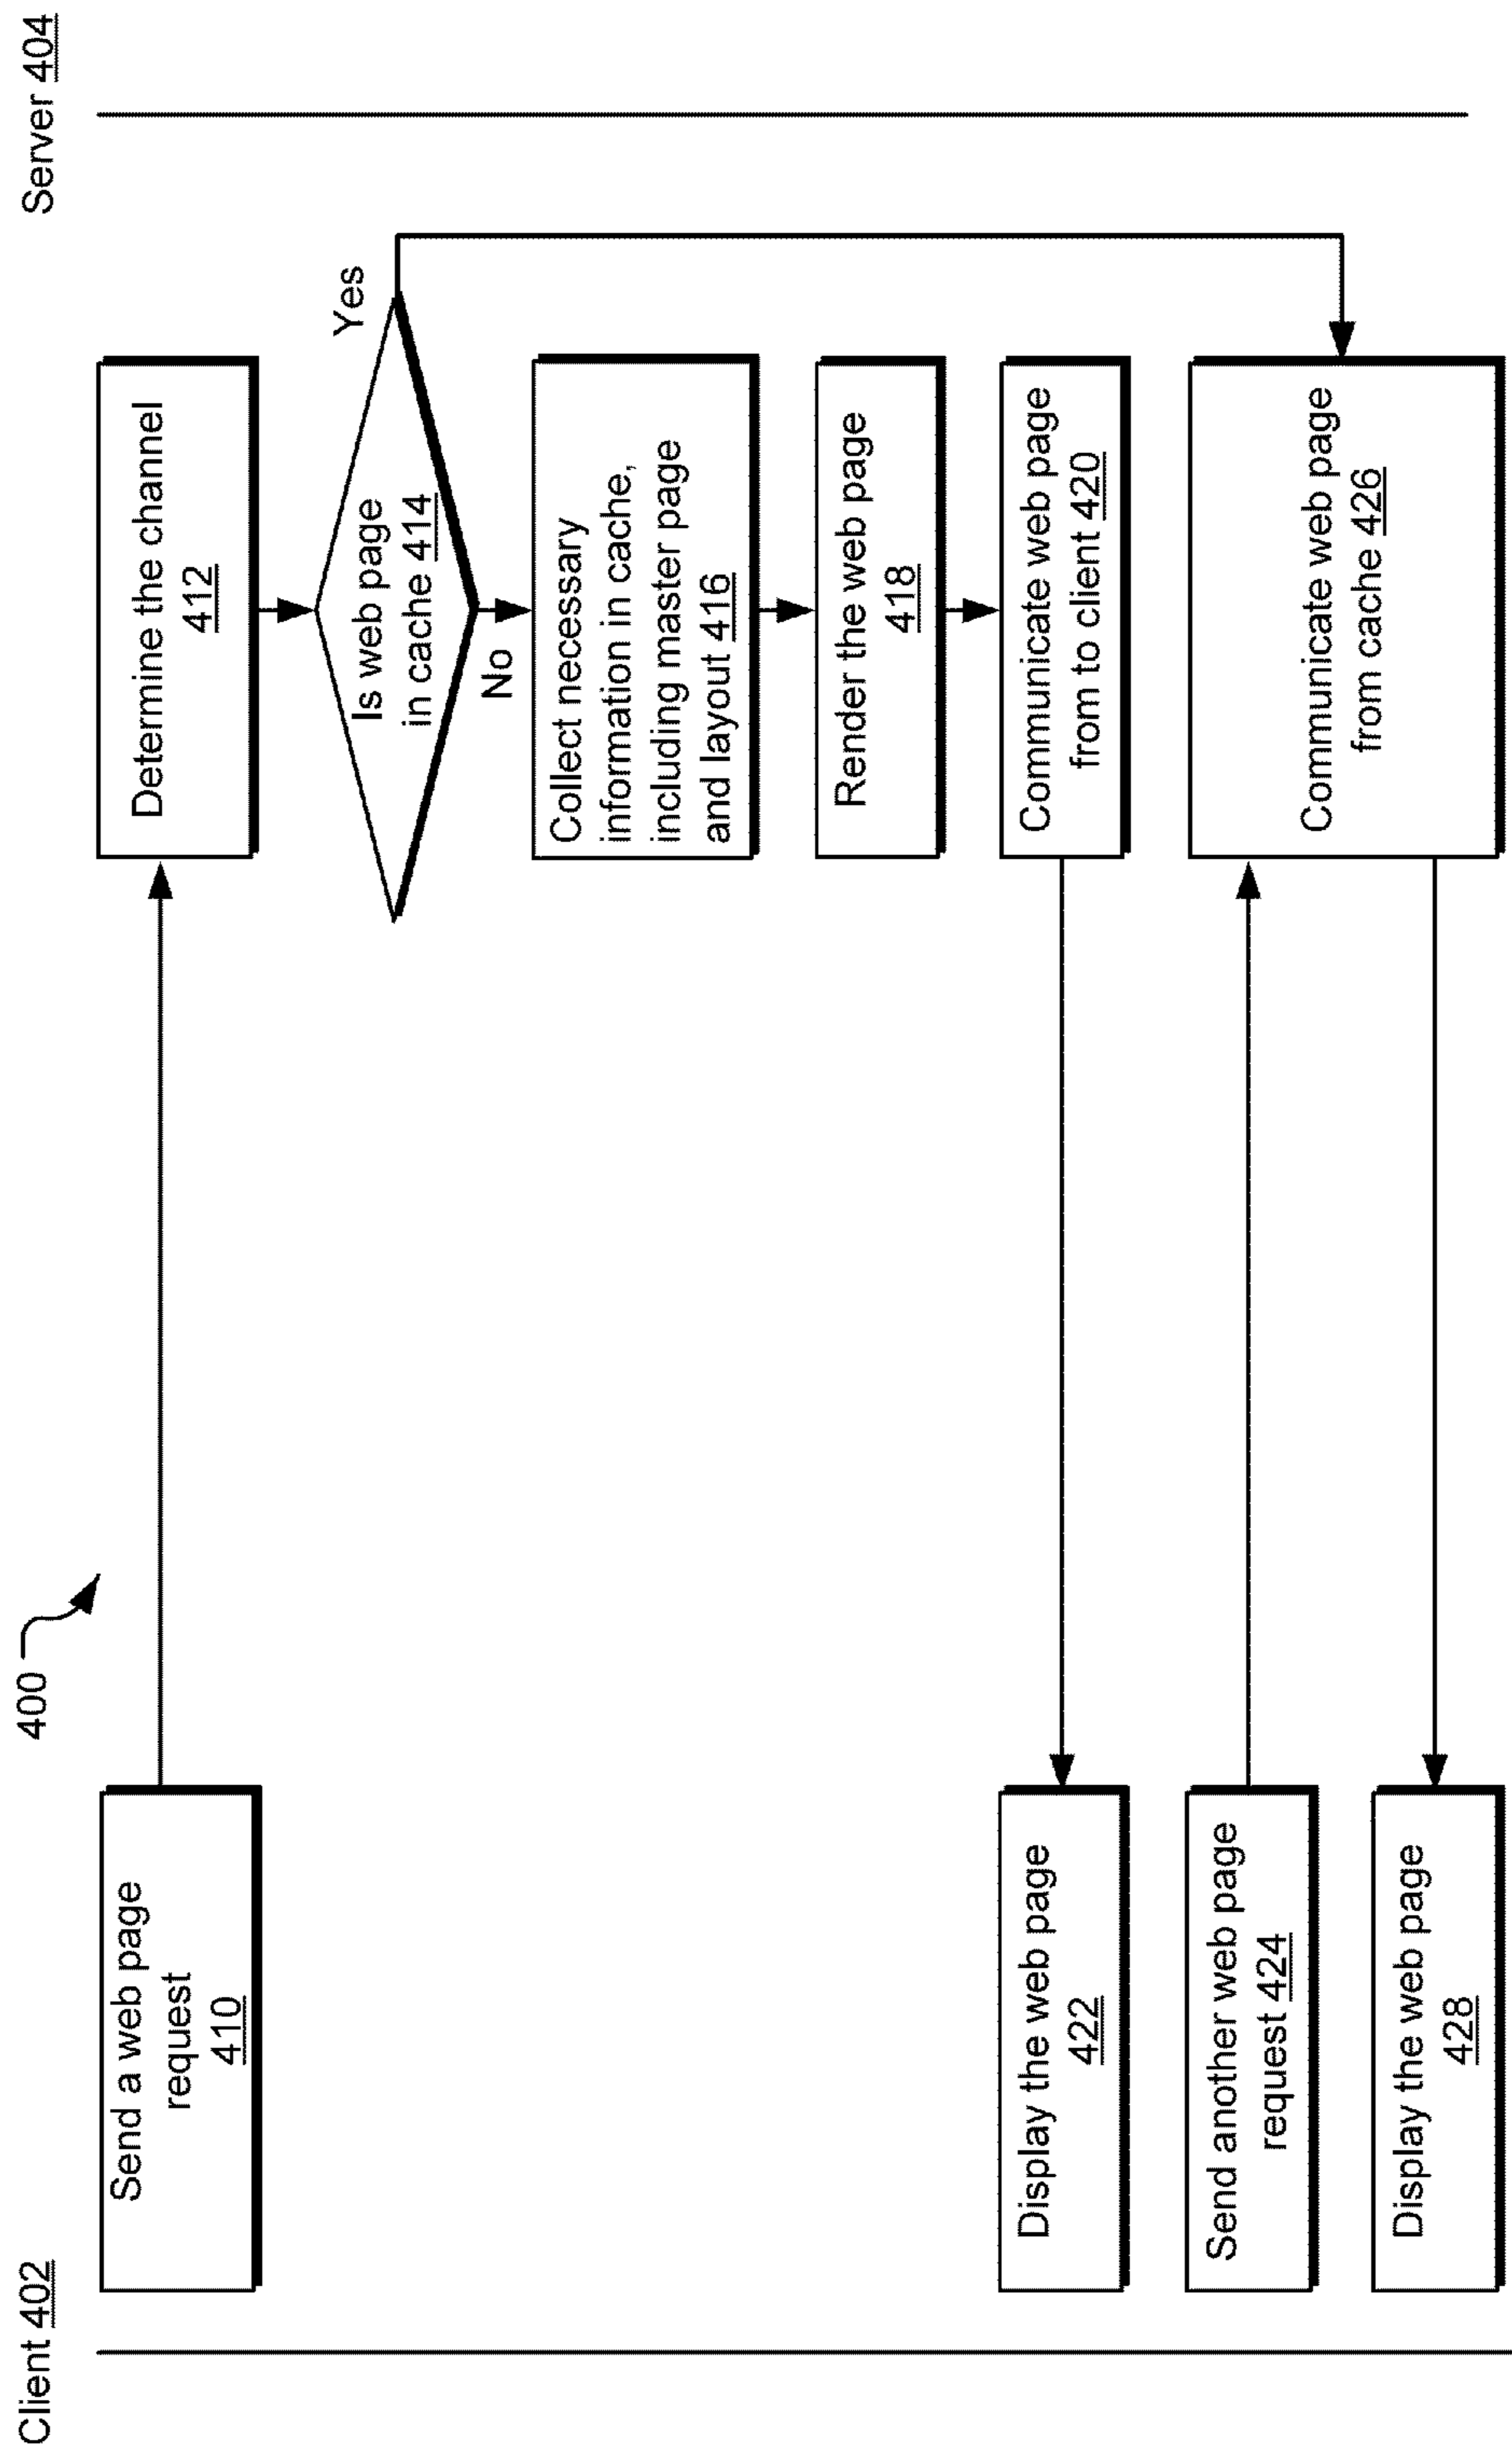 400
Client 402
Server 404
Send a web page
request
410
Determine the channel
412
Is web page
in cache 414
Yes
No
Collect necessary
information in cache,
including master page
and layout 416
Render the web page
418
Communicate web page
from to client 420
Display the web page
422
Send another web page
request 424
Communicate web page
from cache 426
Display the web page
428